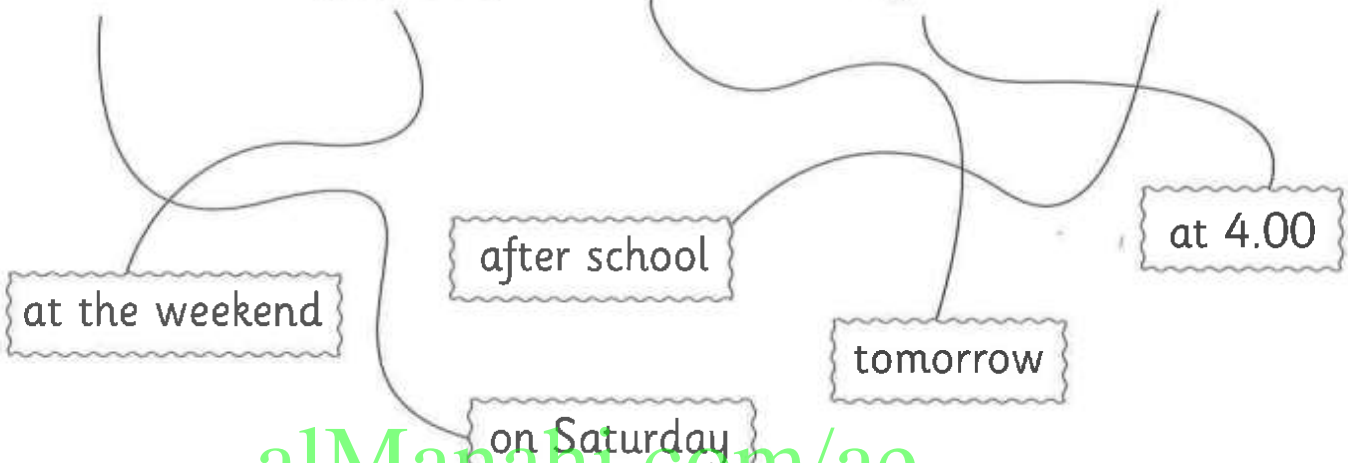 at 4.00
after school
at the weekend
tomorrow
on Saturday